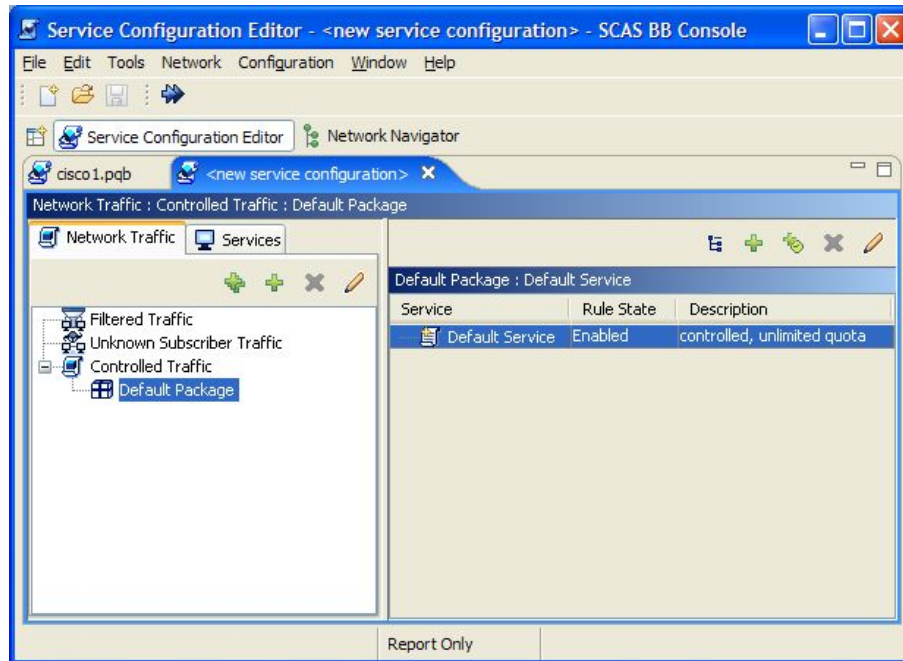 Service Configuration Editor - <new service configuration> - SCAS BB Console
File Edit Tools Network Configuration Window Help
Service Configuration Editor Network Navigator
cisco1.pqb <new service configuration>
Network Traffic : Controlled Traffic : Default Package
Network Traffic Services
Filtered Traffic
Unknown Subscriber Traffic
Controlled Traffic
Default Package
Default Package : Default Service
Service Rule State Description
Default Service Enabled controlled, unlimited quota
Report Only